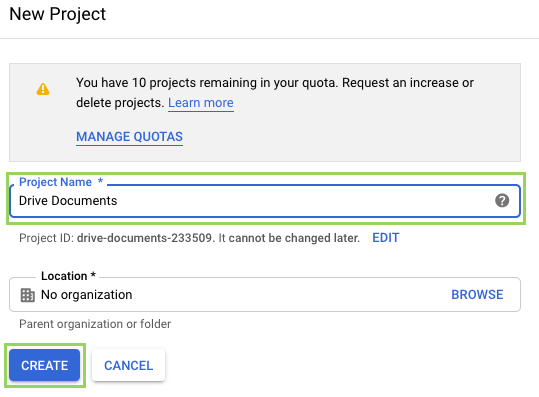 New Project
You have 10 projects remaining in your quota. Request an increase or
delete projects. Learn more
MANAGE QUOTAS
Project Name *
Drive Documents
Project ID: drive-documents-233509. It cannot be changed later. EDIT
Location *
No organization BROWSE
Parent organization or folder
CREATE CANCEL